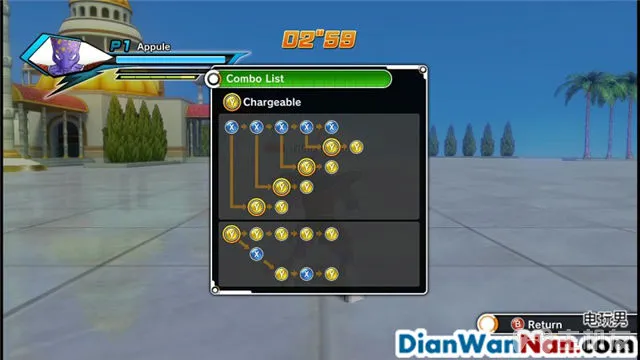 P1 Appule
02"59
Combo List
Y Chargeable
X X X X X
Y Y
Y Y
Y Y
Y Y
Y Y Y Y Y
X
Y X Y
B Return
电玩男
DianWanNan.com